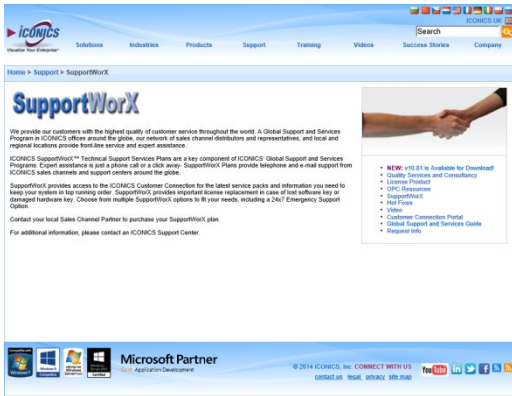 ICONICS UK
ICONICS
Visualize Your Enterprise
Search
Solutions Industries Products Support Training Videos Success Stories Company
Home > Support > SupportWorX
SupportWorX
We provide our customers with the highest quality of customer service throughout the world. A Global Support and Services
Program in ICONICS offices around the globe, our network of sales channel distributors and representatives, and local and
regional locations provide front-line service and expert assistance.
ICONICS SupportWorX™ Technical Support Services Plans are a key component of ICONICS' Global Support and Services
Programs. Expert assistance is just a phone call or a click away- SupportWorX Plans provide telephone and e-mail support from
ICONICS sales channels and support centers around the globe.
SupportWorX provides access to the ICONICS Customer Connection for the latest service packs and information you need to
keep your system in top running order. SupportWorX provides important license replacement in case of lost software key or
damaged hardware key. Choose from multiple SupportWorX options to fit your needs, including a 24x7 Emergency Support
Option.
Contact your local Sales Channel Partner to purchase your SupportWorX plan.
For additional information, please contact an ICONICS Support Center.
NEW: v10.81 is Available for Download!
Quality Services and Consultancy
License Product
OPC Resources
SupportWorX
Hot Fixes
Video
Customer Connection Portal
Global Support and Services Guide
Request Info
Microsoft Partner
Gold Application Development
© 2014 ICONICS, Inc. CONNECT WITH US
contact us legal privacy site map
You Tube
in
f